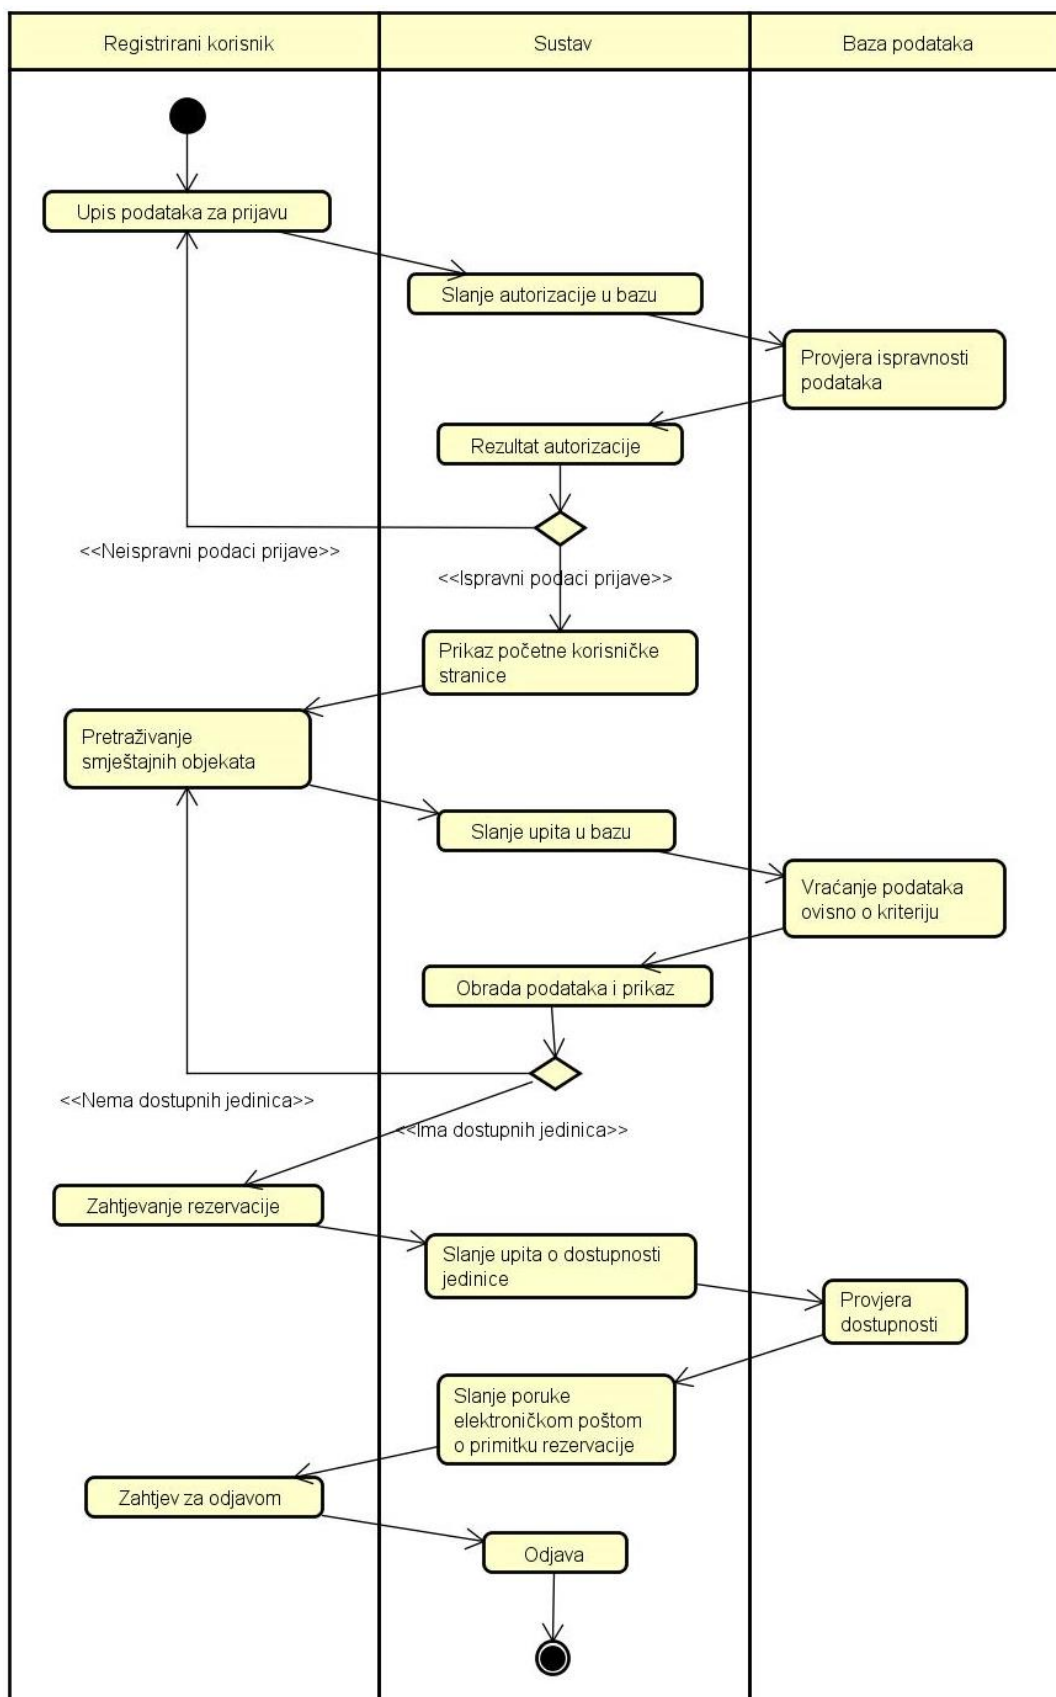 Registrirani korisnik
Sustav
Baza podataka
Upis podataka za prijavu
Slanje autorizacije u bazu
Provjera ispravnosti
podataka
Rezultat autorizacije
<<Neispravni podaci prijave>>
<<Ispravni podaci prijave>>
Prikaz početne korisničke
stranice
Pretraživanje
smještajnih objekata
Slanje upita u bazu
Vraćanje podataka
ovisno o kriteriju
Obrada podataka i prikaz
<<Nema dostupnih jedinica>>
<<Ima dostupnih jedinica>>
Zahtjevanje rezervacije
Slanje upita o dostupnosti
jedinice
Provjera
dostupnosti
Slanje poruke
elektroničkom poštom
o primitku rezervacije
Zahtjev za odjavom
Odjava